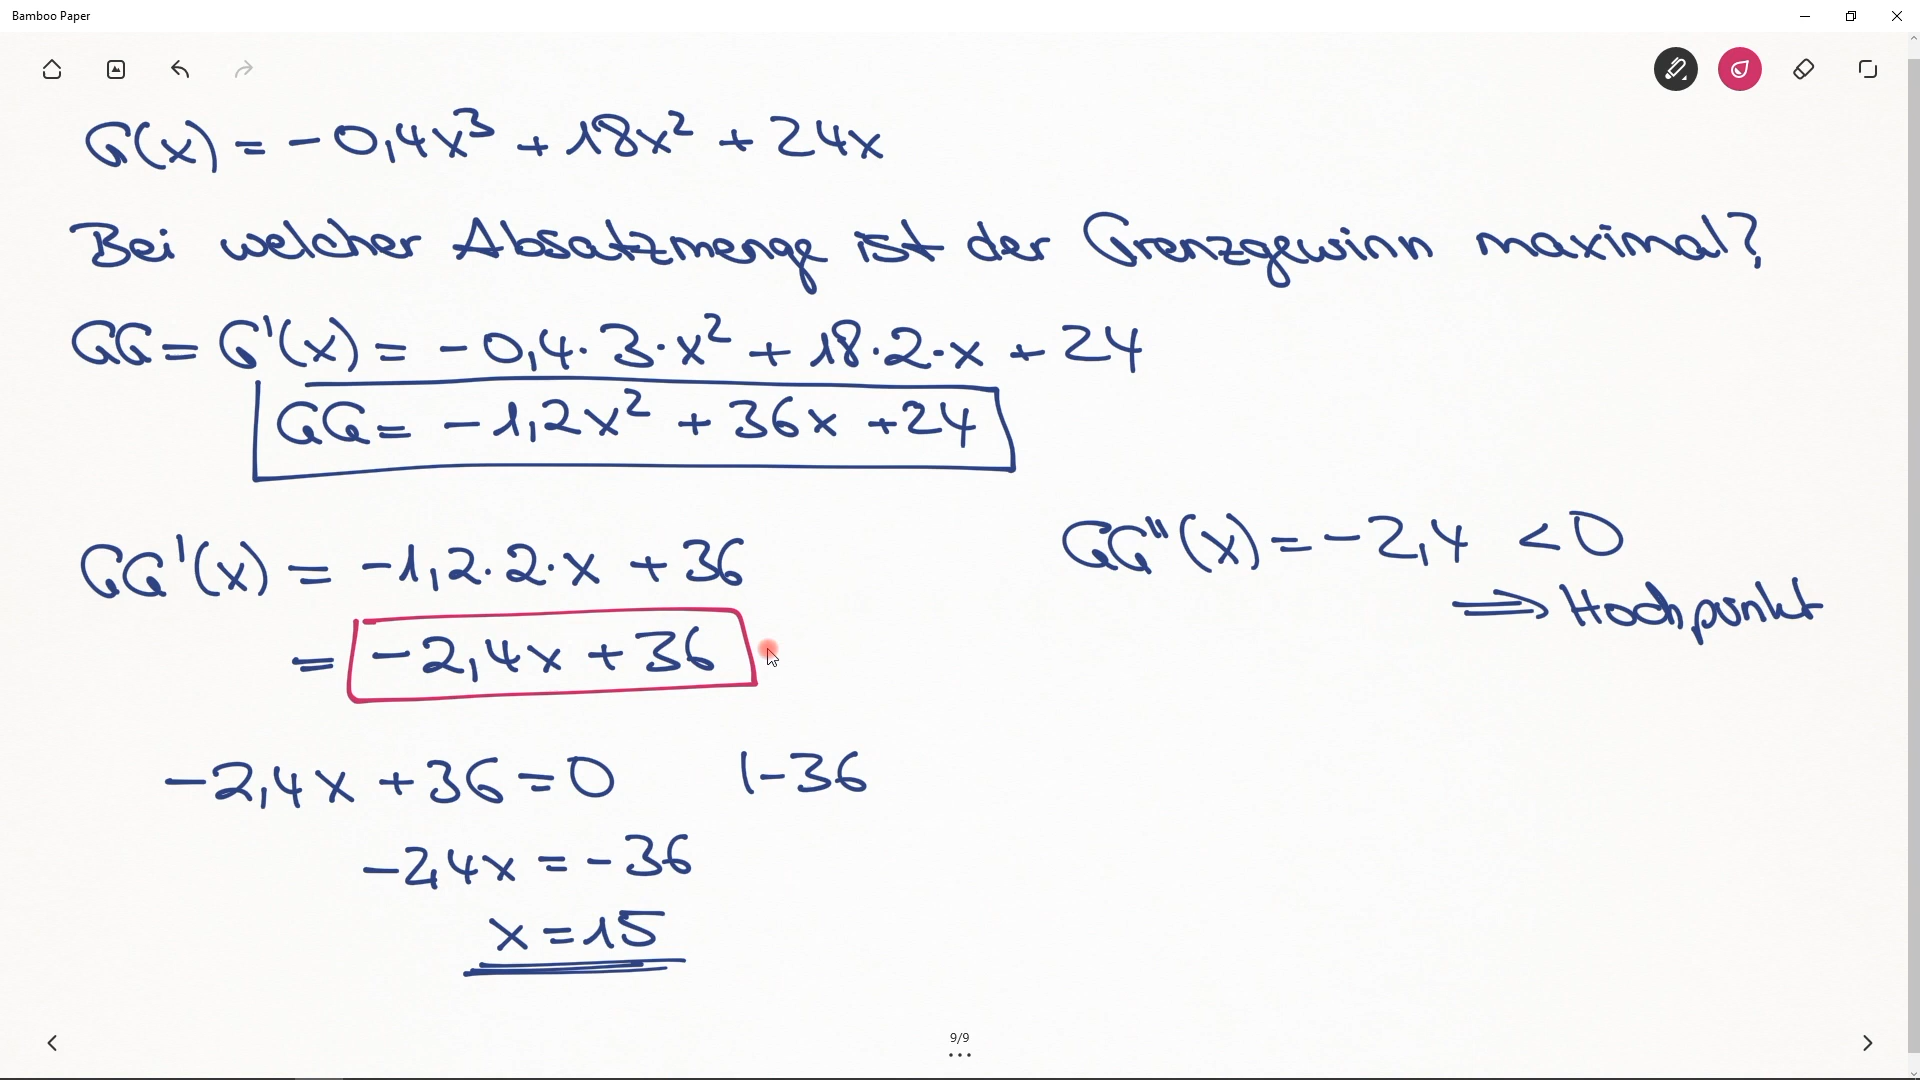 Bamboo Paper
G(x) = -0,4x³ + 18x² + 24x
Bei welcher Absatzmenge ist der Grenzgewinn maximal?
GG = G'(x) = -0,4·3·x² + 18·2·x + 24
GG = -1,2x² + 36x + 24
GG'(x) = -1,2·2·x + 36
= -2,4x + 36
GG''(x) = -2,4 < 0
⟹ Hochpunkt
-2,4x + 36 = 0 |-36
-2,4x = -36
x = 15
9/9